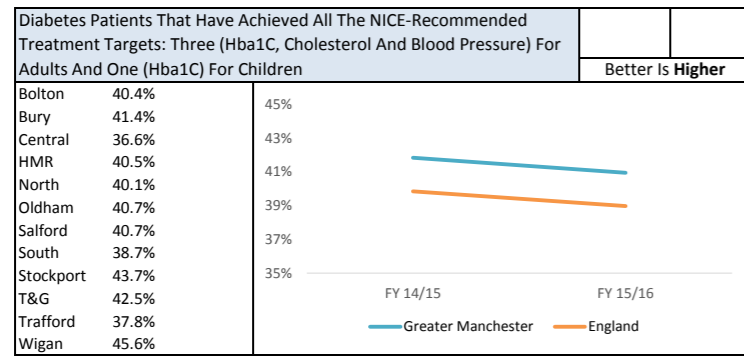 Diabetes Patients That Have Achieved All The NICE-Recommended
Treatment Targets: Three (Hba1C, Cholesterol And Blood Pressure) For
Adults And One (Hba1C) For Children
Better Is Higher
Bolton 40.4%
Bury 41.4%
Central 36.6%
HMR 40.5%
North 40.1%
Oldham 40.7%
Salford 40.7%
South 38.7%
Stockport 43.7%
T&G 42.5%
Trafford 37.8%
Wigan 45.6%
45%
43%
41%
39%
37%
35%
FY 14/15 FY 15/16
Greater Manchester England